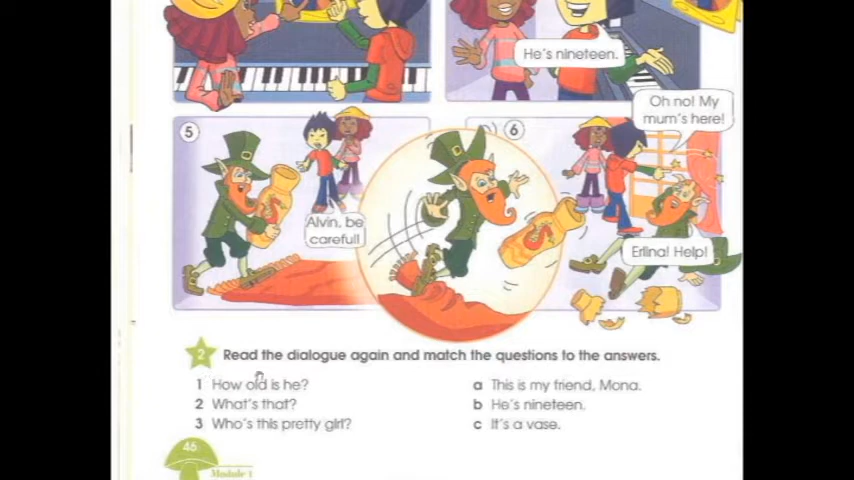 He's nineteen.
Oh no! My
mum's here!
5
6
Alvin, be
careful!
Erlina! Help!
2 Read the dialogue again and match the questions to the answers.
1 How old is he?
a This is my friend, Mona.
2 What's that?
b He's nineteen.
3 Who's this pretty girl?
c It's a vase.
46
Module 1